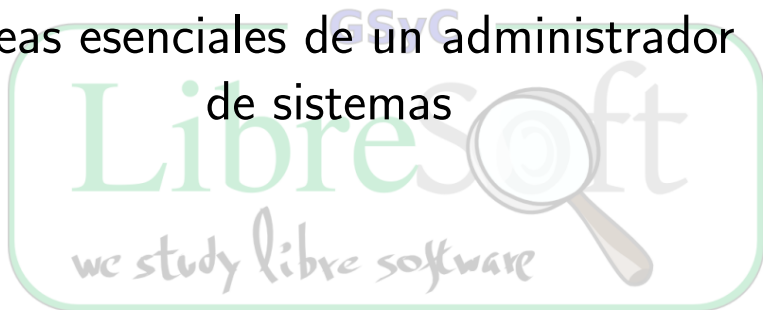 GSyC
eas esenciales de un administrador
de sistemas
LibreSoft
we study libre software